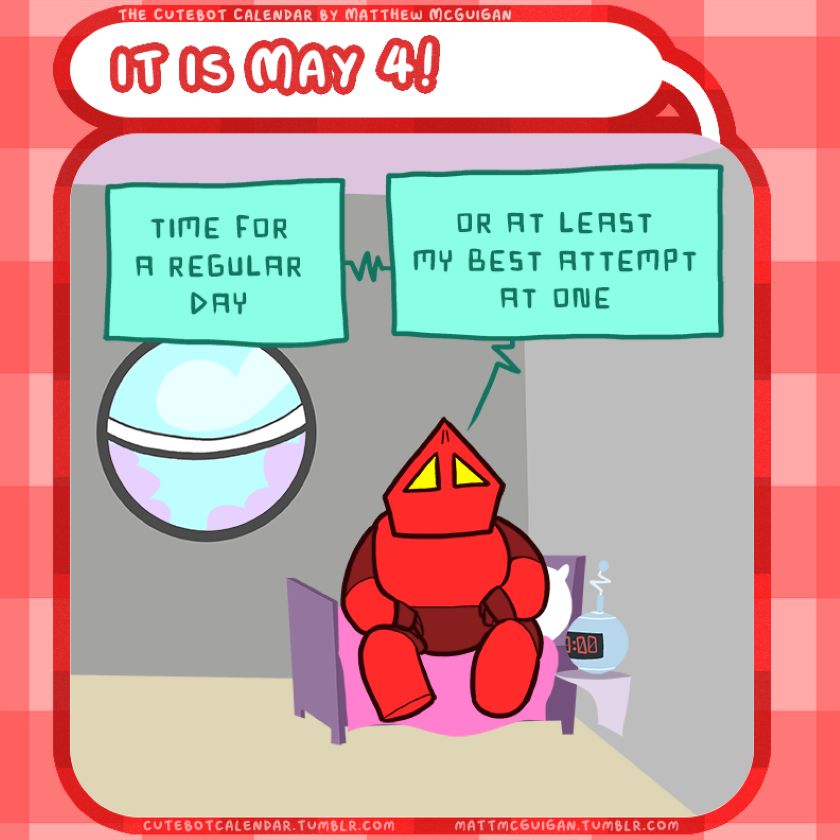 The Cutebot Calendar by Matthew McGuigan
IT IS MAY 4!
TIME FOR
A REGULAR
DAY
OR AT LEAST
MY BEST ATTEMPT
AT ONE
:00
cutebotcalendar.tumblr.com
mattmcguigan.tumblr.com